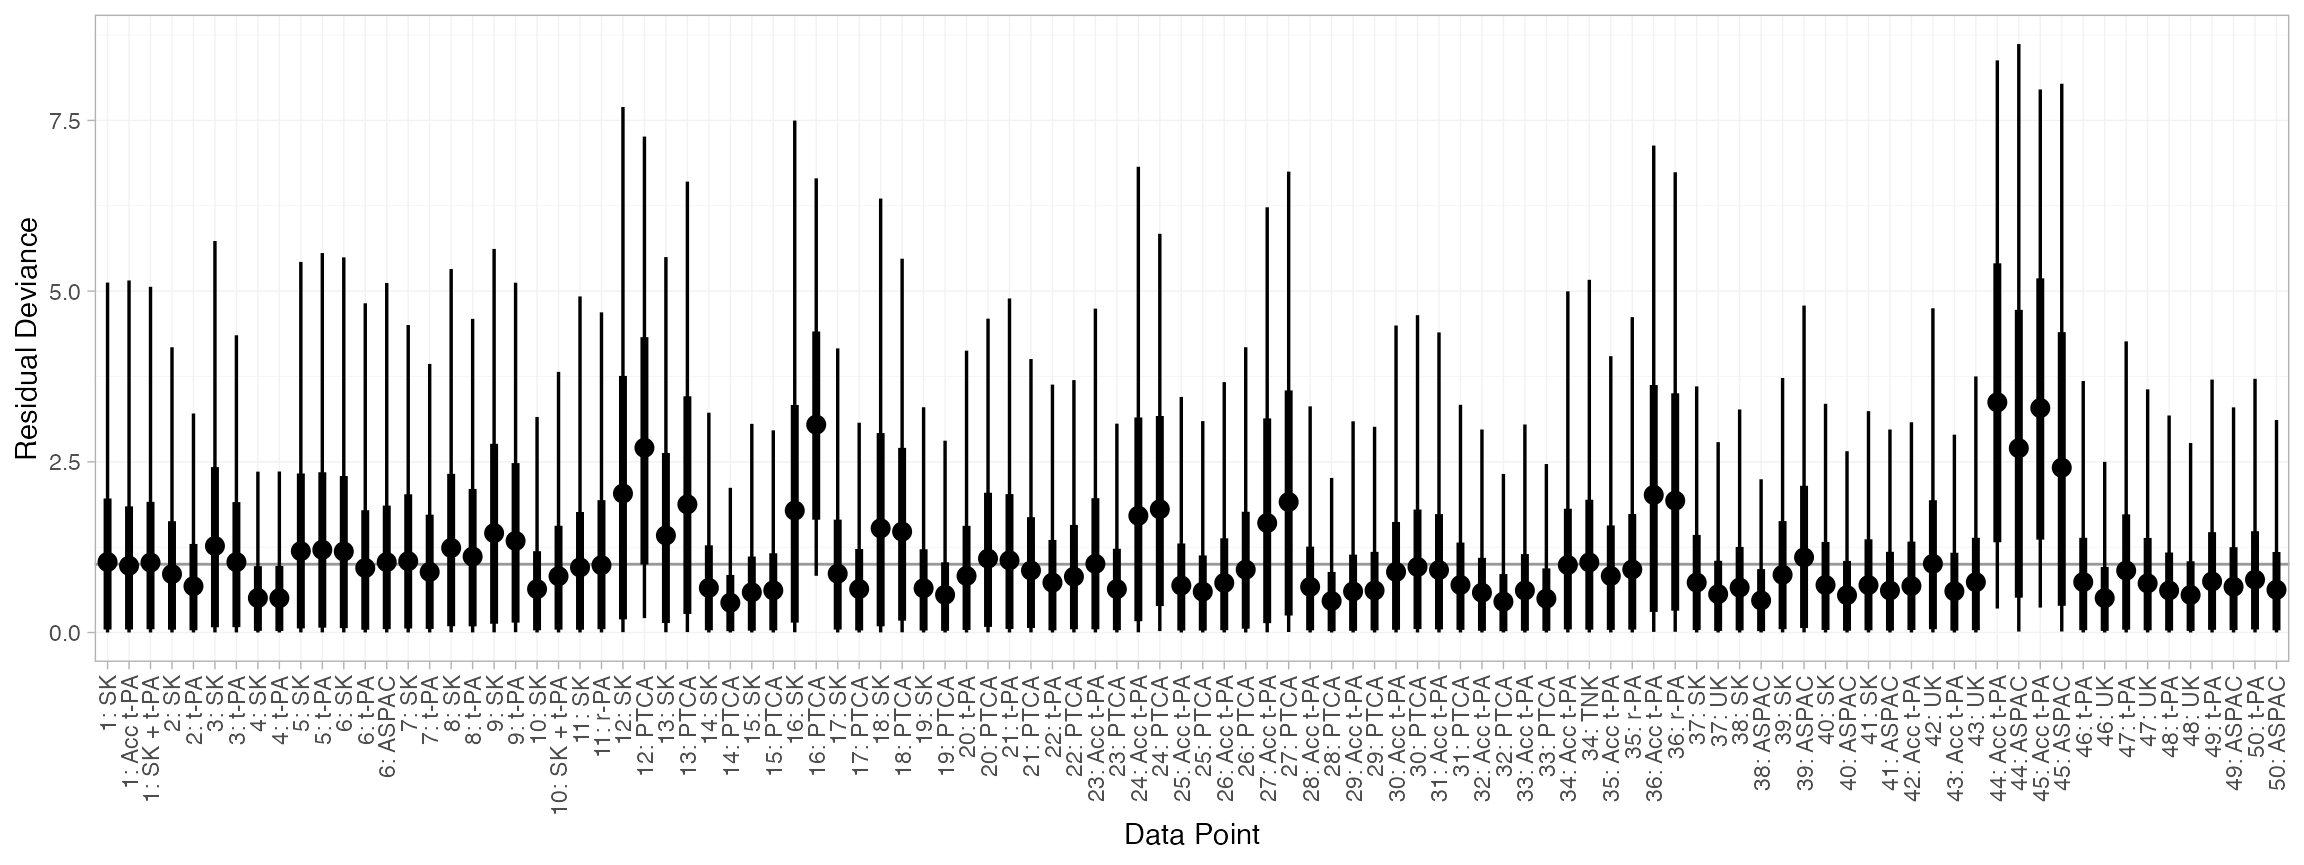 Residual Deviance
7.5
5.0
2.5
0.0
1: SK
1: Acc t-PA
1: SK + t-PA
2: SK
2: t-PA
3: SK
3: t-PA
4: SK
4: t-PA
5: SK
5: t-PA
6: SK
6: t-PA
6: ASPAC
7: SK
7: t-PA
8: SK
8: t-PA
9: SK
9: t-PA
10: SK
10: SK + t-PA
11: SK
11: r-PA
12: SK
12: PTCA
13: SK
13: PTCA
14: SK
14: PTCA
15: SK
15: PTCA
16: SK
16: PTCA
17: SK
17: PTCA
18: SK
18: PTCA
19: SK
19: PTCA
20: t-PA
20: PTCA
21: t-PA
21: PTCA
22: t-PA
22: PTCA
23: Acc t-PA
23: PTCA
24: Acc t-PA
24: PTCA
25: Acc t-PA
25: PTCA
26: Acc t-PA
26: PTCA
27: Acc t-PA
27: PTCA
28: Acc t-PA
28: PTCA
29: Acc t-PA
29: PTCA
30: Acc t-PA
30: PTCA
31: Acc t-PA
31: PTCA
32: Acc t-PA
32: PTCA
33: Acc t-PA
33: PTCA
34: Acc t-PA
34: TNK
35: Acc t-PA
35: r-PA
36: Acc t-PA
36: r-PA
37: SK
37: UK
38: SK
38: ASPAC
39: SK
39: ASPAC
40: SK
40: ASPAC
41: SK
41: ASPAC
42: Acc t-PA
42: UK
43: Acc t-PA
43: UK
44: Acc t-PA
44: ASPAC
45: Acc t-PA
45: ASPAC
46: t-PA
46: UK
47: t-PA
47: UK
48: t-PA
48: UK
49: t-PA
49: ASPAC
50: t-PA
50: ASPAC
Data Point